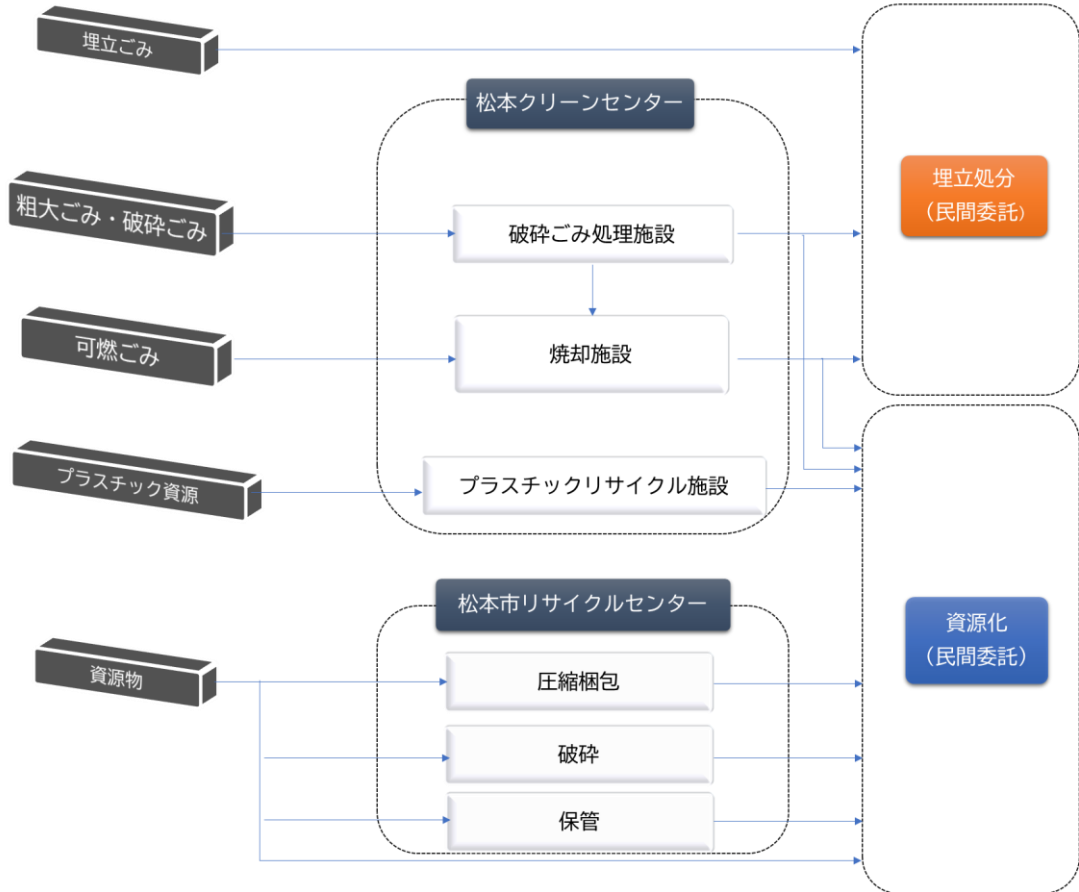 埋立ごみ
松本クリーンセンター
埋立処分
（民間委託）
粗大ごみ・破砕ごみ
破砕ごみ処理施設
可燃ごみ
焼却施設
プラスチック資源
プラスチックリサイクル施設
松本市リサイクルセンター
資源化
（民間委託）
資源物
圧縮梱包
破砕
保管